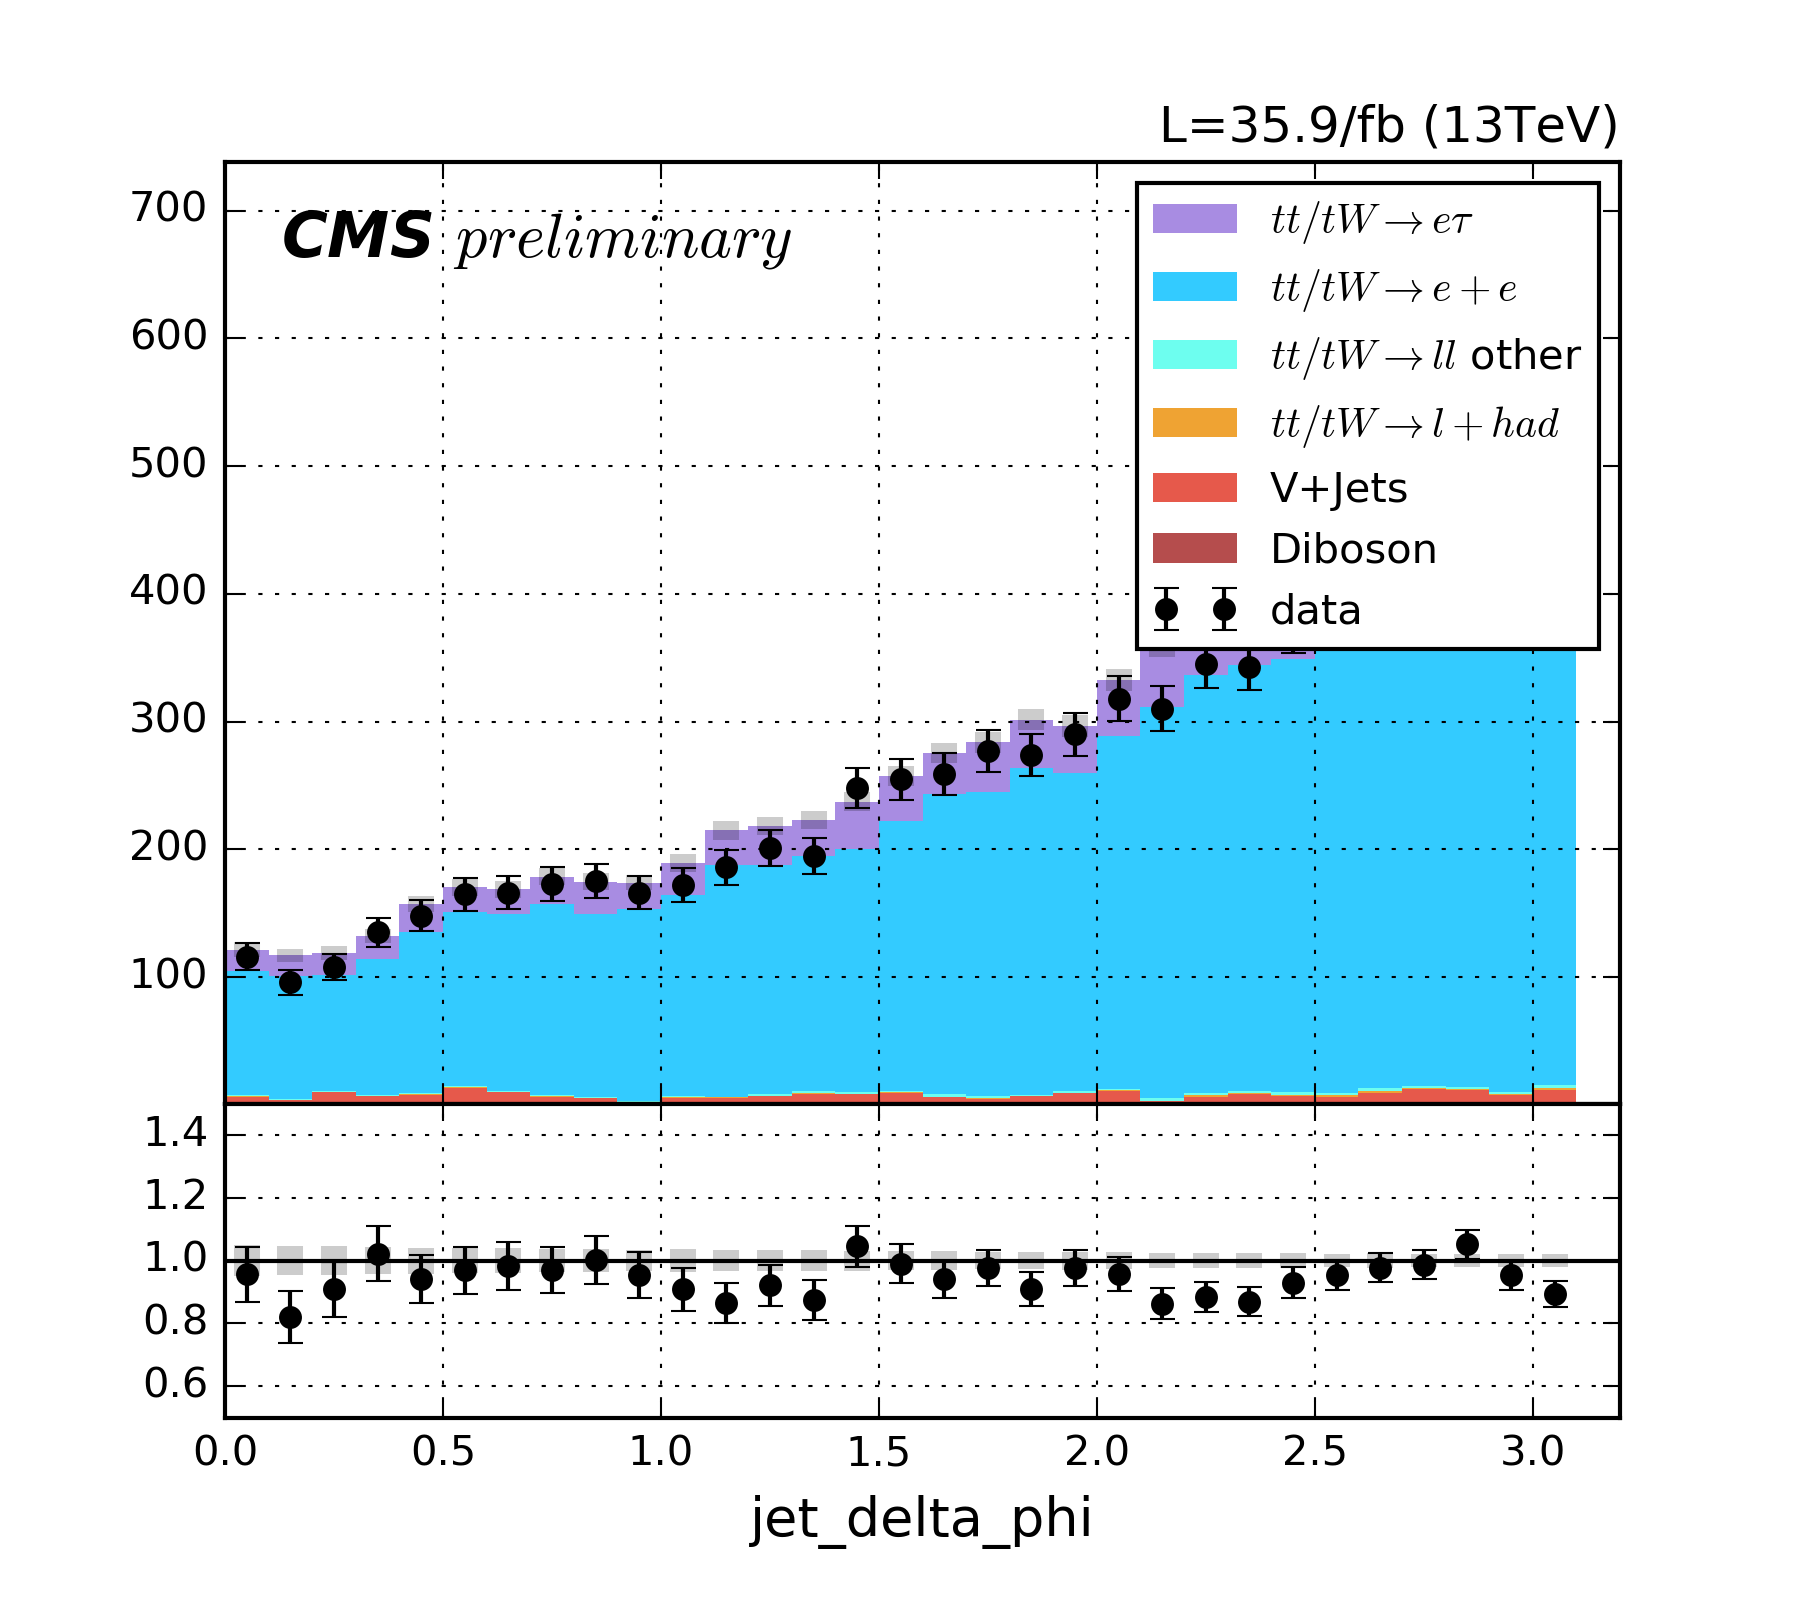 L=35.9/fb (13TeV)
CMS preliminary
700
600
500
400
300
200
100
tt/tW→eτ
tt/tW→e+e
tt/tW→ll other
tt/tW→l+had
V+Jets
Diboson
data
1.4
1.2
1.0
0.8
0.6
0.0 0.5 1.0 1.5 2.0 2.5 3.0
jet_delta_phi